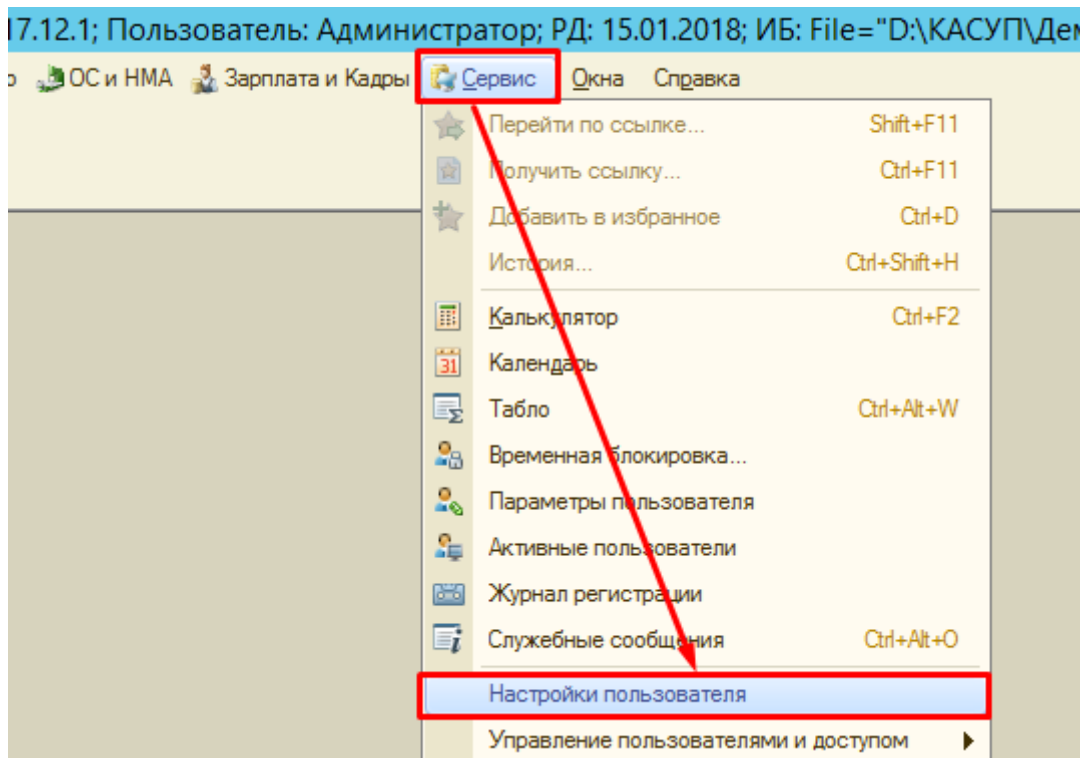 17.12.1; Пользователь: Администратор; РД: 15.01.2018; ИБ: File="D:\КАСУП\Дем
ОС и НМА Зарплата и Кадры Сервис Окна Справка
Перейти по ссылке... Shift+F11
Получить ссылку... Ctrl+F11
Добавить в избранное Ctrl+D
История... Ctrl+Shift+H
Калькулятор Ctrl+F2
31 Календарь
Табло Ctrl+Alt+W
Временная блокировка...
Параметры пользователя
Активные пользователи
Журнал регистрации
Служебные сообщения Ctrl+Alt+O
Настройки пользователя
Управление пользователями и доступом